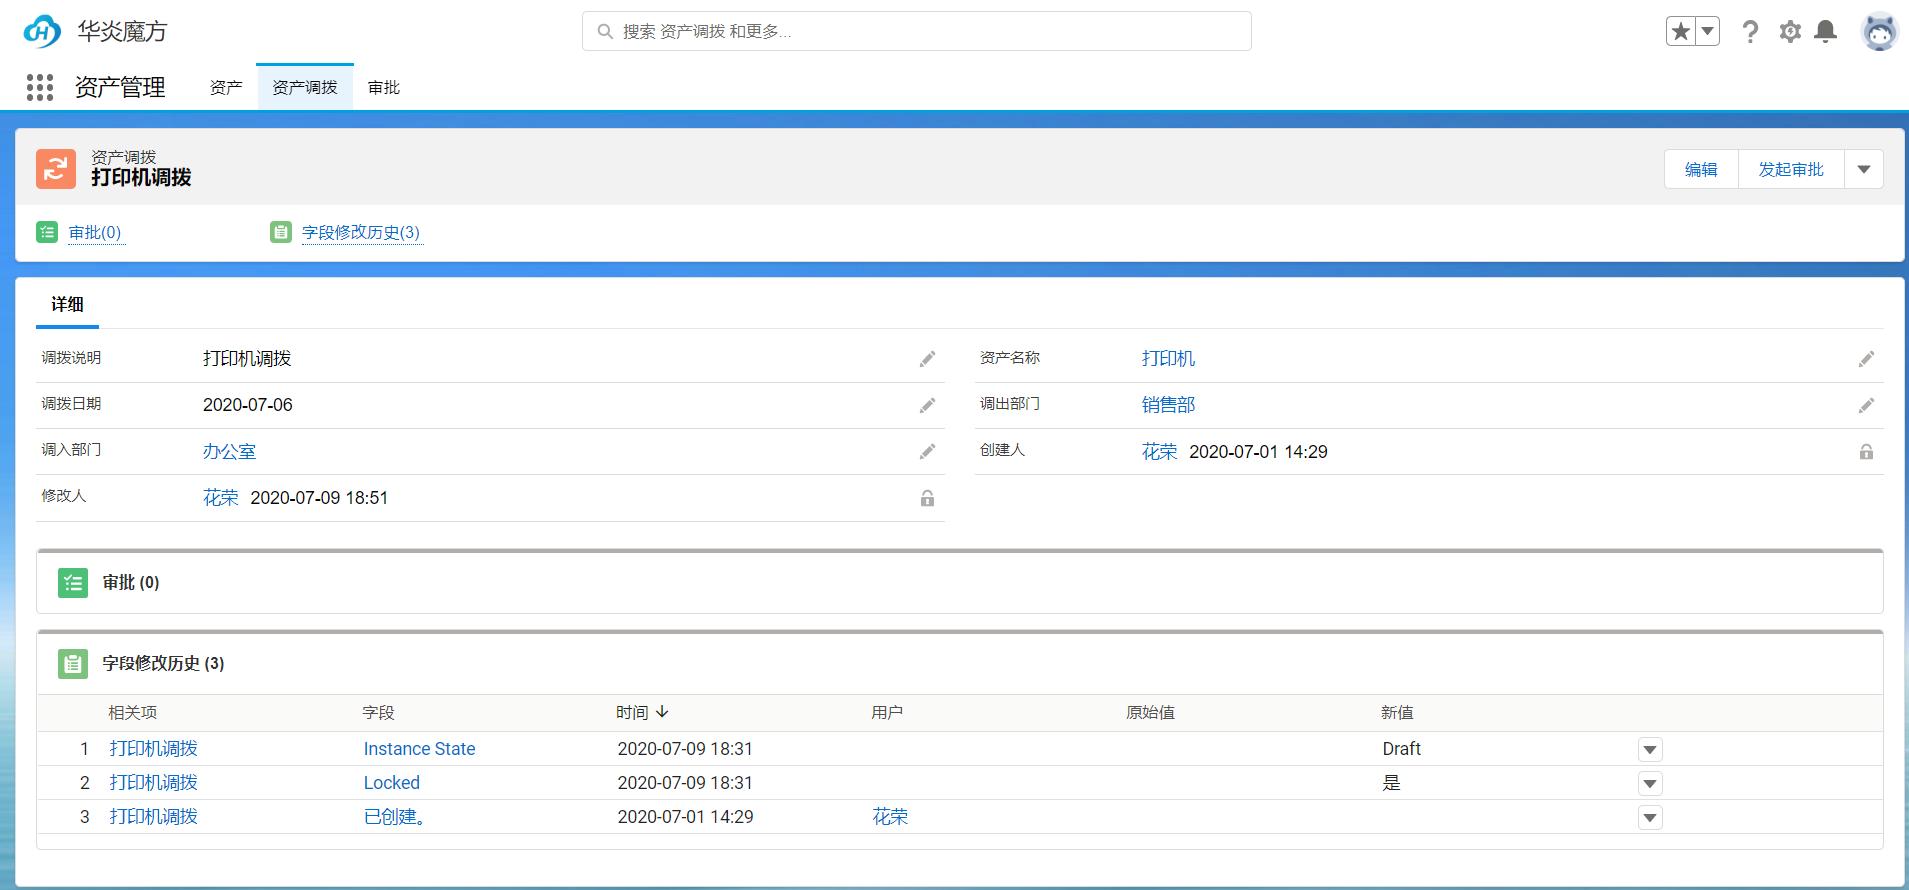 华炎魔方
搜索 资产调拨 和更多...
资产管理 资产 资产调拨 审批
资产调拨
打印机调拨
编辑 发起审批
审批(0) 字段修改历史(3)
详细
调拨说明 打印机调拨 资产名称 打印机
调拨日期 2020-07-06 调出部门 销售部
调入部门 办公室 创建人 花荣 2020-07-01 14:29
修改人 花荣 2020-07-09 18:51
审批 (0)
字段修改历史 (3)
相关项 字段 时间 用户 原始值 新值
1 打印机调拨 Instance State 2020-07-09 18:31 Draft
2 打印机调拨 Locked 2020-07-09 18:31 是
3 打印机调拨 已创建。 2020-07-01 14:29 花荣